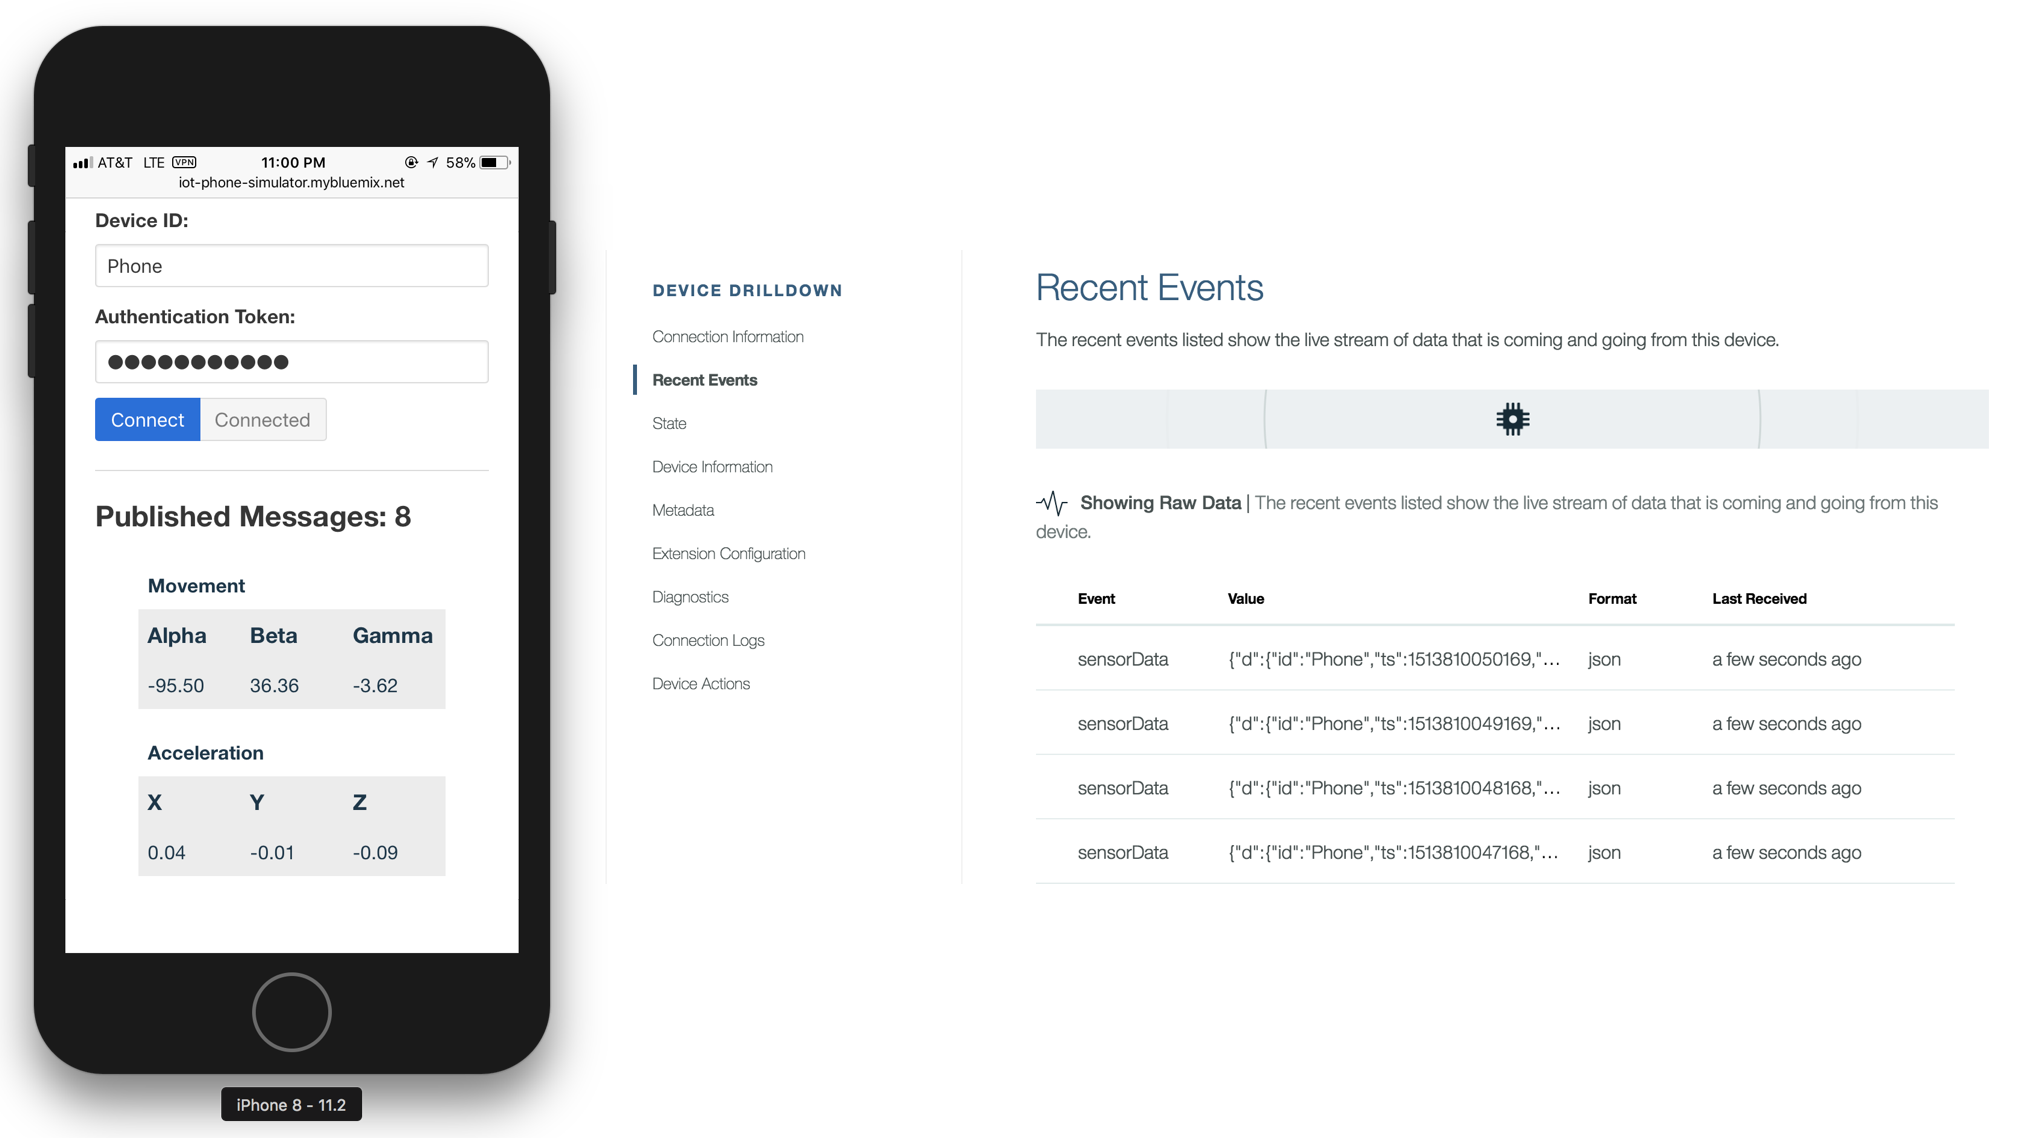 AT&T LTE VPN 11:00 PM 58%
iot-phone-simulator.mybluemix.net
Device ID:
Phone
Authentication Token:
●●●●●●●●●●●
Connect Connected
Published Messages: 8
Movement
Alpha Beta Gamma
-95.50 36.36 -3.62
Acceleration
X Y Z
0.04 -0.01 -0.09
iPhone 8 - 11.2
DEVICE DRILLDOWN
Connection Information
Recent Events
State
Device Information
Metadata
Extension Configuration
Diagnostics
Connection Logs
Device Actions
Recent Events
The recent events listed show the live stream of data that is coming and going from this device.
Showing Raw Data | The recent events listed show the live stream of data that is coming and going from this
device.
Event Value Format Last Received
sensorData {"d":{"id":"Phone","ts":1513810050169,"... json a few seconds ago
sensorData {"d":{"id":"Phone","ts":1513810049169,"... json a few seconds ago
sensorData {"d":{"id":"Phone","ts":1513810048168,"... json a few seconds ago
sensorData {"d":{"id":"Phone","ts":1513810047168,"... json a few seconds ago